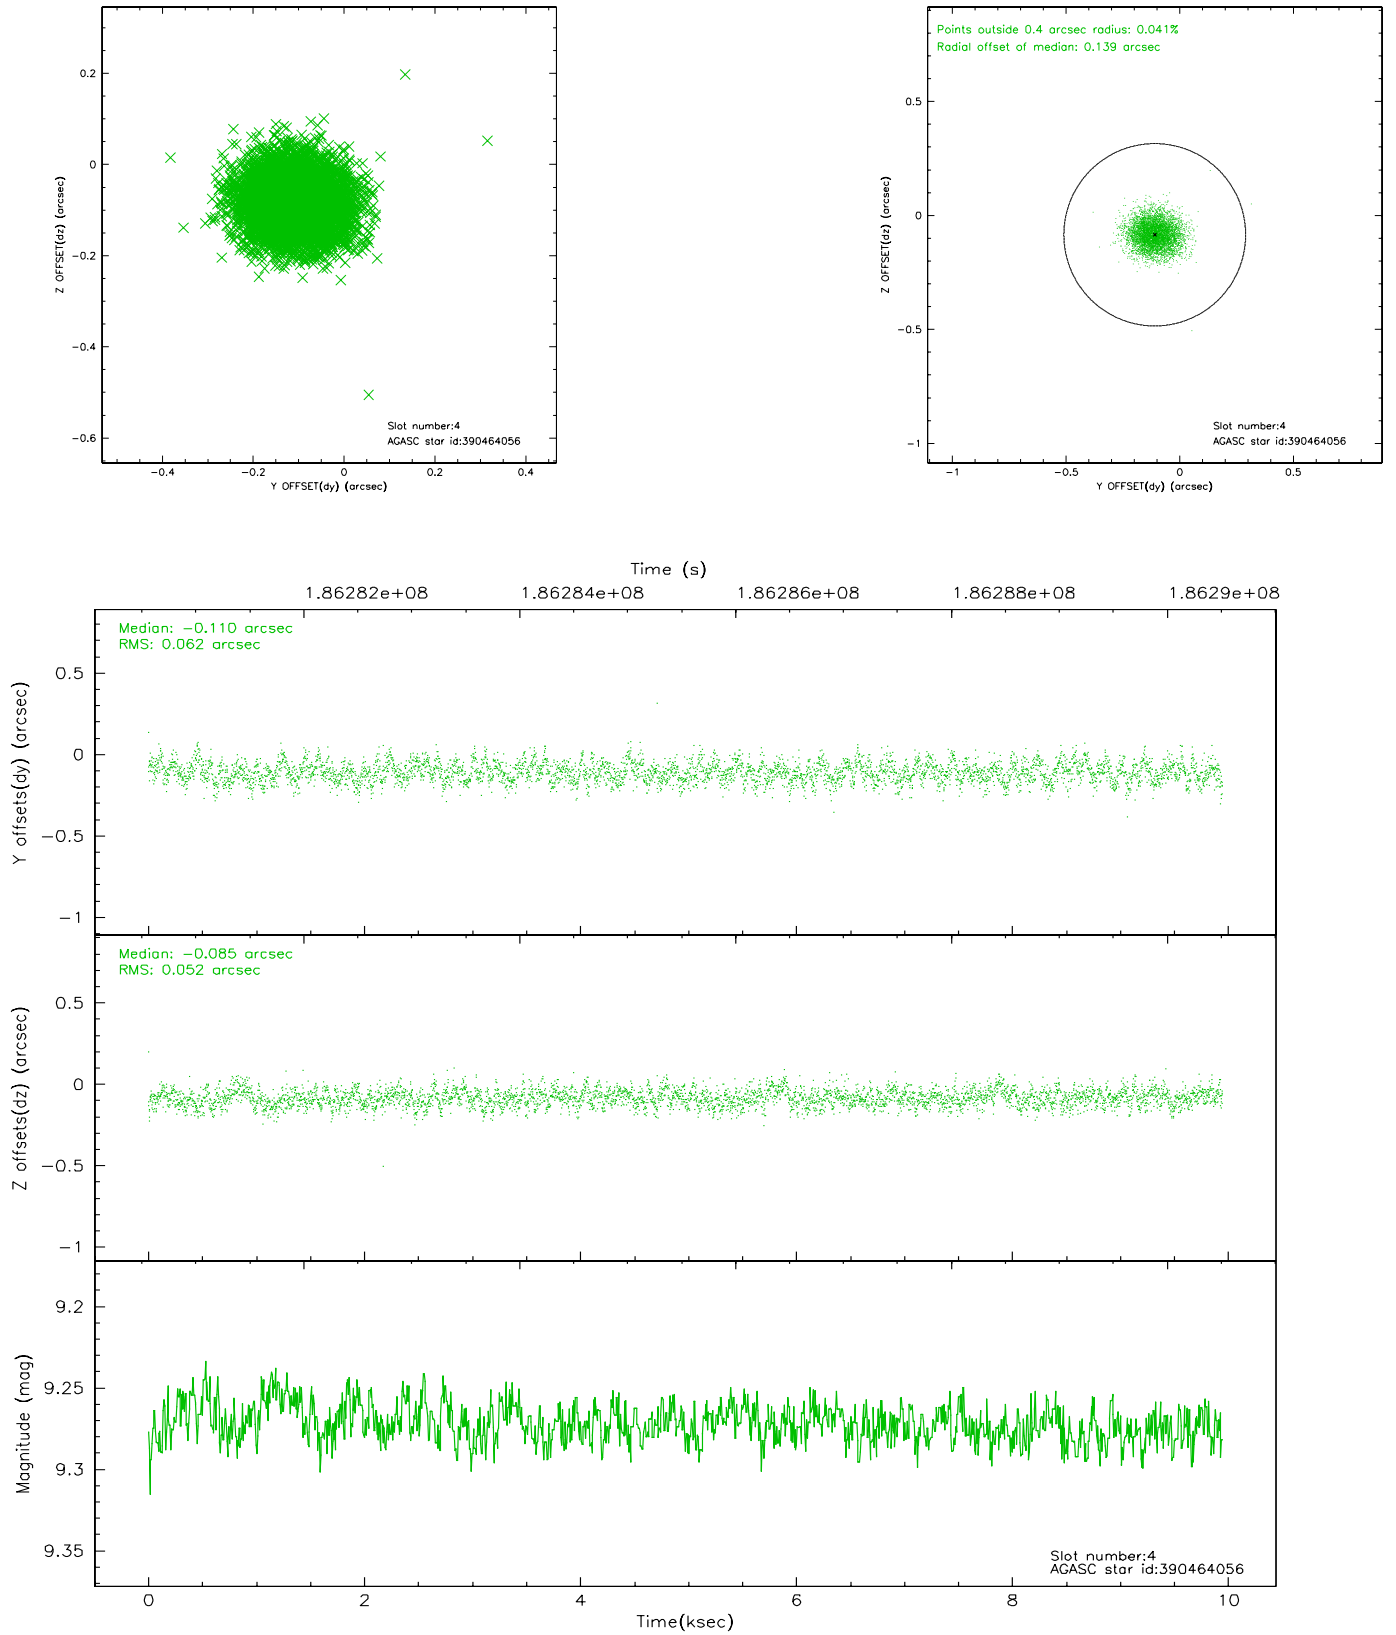 0.2
0
−0.2
−0.4
−0.6
Z OFFSET(dz) (arcsec)
Slot number:4
AGASC star id:390464056
−0.4 −0.2 0 0.2 0.4
Y OFFSET(dy) (arcsec)
Points outside 0.4 arcsec radius: 0.041%
Radial offset of median: 0.139 arcsec
0.5
0
−0.5
−1
Z OFFSET(dz) (arcsec)
Slot number:4
AGASC star id:390464056
−1 −0.5 0 0.5
Y OFFSET(dy) (arcsec)
Time (s)
1.86282e+08 1.86284e+08 1.86286e+08 1.86288e+08 1.8629e+08
Median: −0.110 arcsec
RMS: 0.062 arcsec
0.5
0
−0.5
−1
Y offsets(dy) (arcsec)
Median: −0.085 arcsec
RMS: 0.052 arcsec
0.5
0
−0.5
−1
Z offsets(dz) (arcsec)
9.2
9.25
9.3
9.35
Magnitude (mag)
Slot number:4
AGASC star id:390464056
0 2 4 6 8 10
Time(ksec)